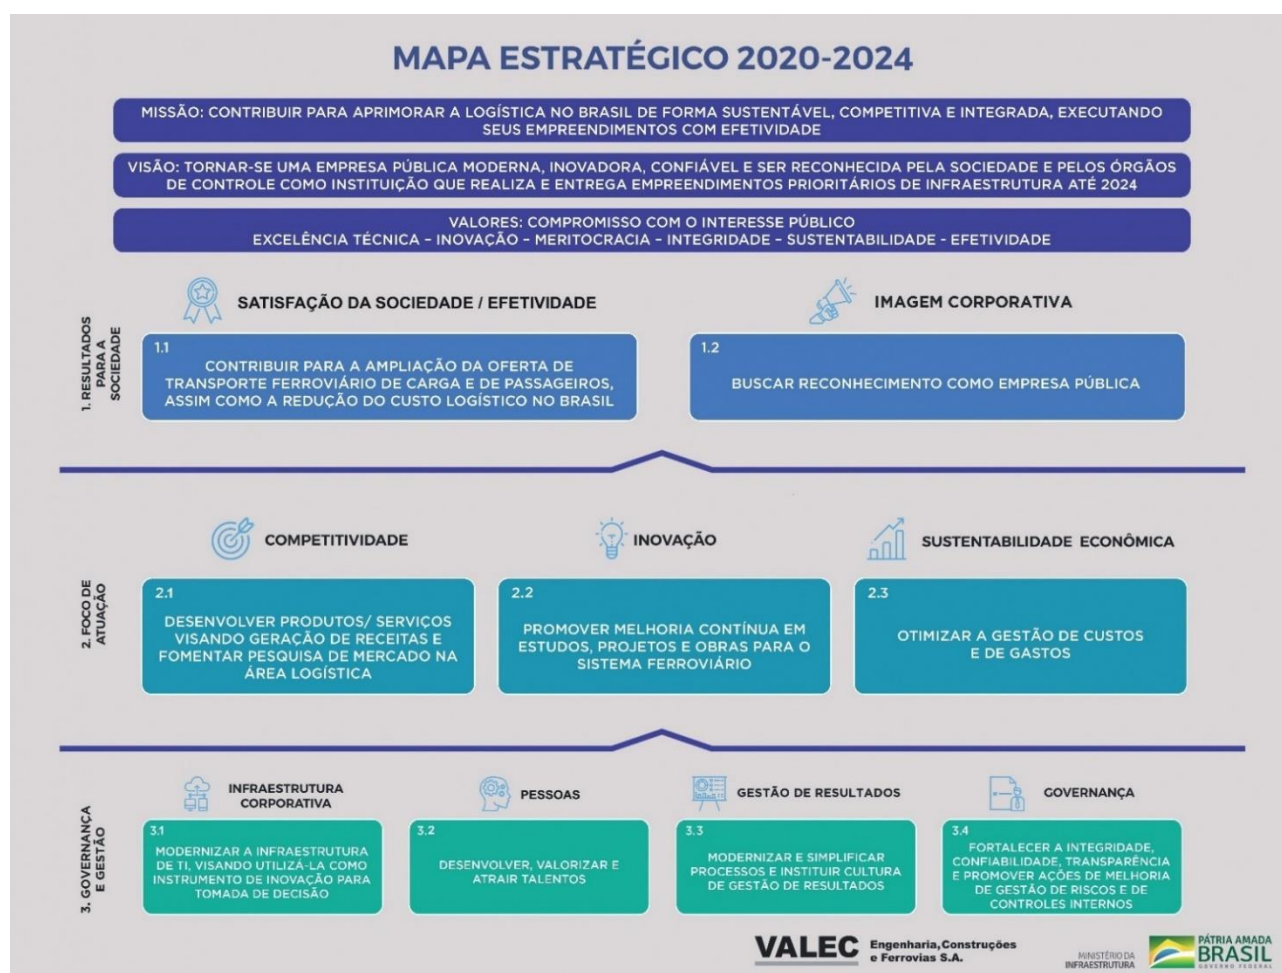 MAPA ESTRATÉGICO 2020-2024
MISSÃO: CONTRIBUIR PARA APRIMORAR A LOGÍSTICA NO BRASIL DE FORMA SUSTENTÁVEL, COMPETITIVA E INTEGRADA, EXECUTANDO
SEUS EMPREENDIMENTOS COM EFETIVIDADE
VISÃO: TORNAR-SE UMA EMPRESA PÚBLICA MODERNA, INOVADORA, CONFIÁVEL E SER RECONHECIDA PELA SOCIEDADE E PELOS ÓRGÃOS
DE CONTROLE COMO INSTITUIÇÃO QUE REALIZA E ENTREGA EMPREENDIMENTOS PRIORITÁRIOS DE INFRAESTRUTURA ATÉ 2024
VALORES: COMPROMISSO COM O INTERESSE PÚBLICO
EXCELÊNCIA TÉCNICA – INOVAÇÃO – MERITOCRACIA – INTEGRIDADE – SUSTENTABILIDADE - EFETIVIDADE
1. RESULTADOS
PARA A
SOCIEDADE
SATISFAÇÃO DA SOCIEDADE / EFETIVIDADE
1.1
CONTRIBUIR PARA A AMPLIAÇÃO DA OFERTA DE
TRANSPORTE FERROVIÁRIO DE CARGA E DE PASSAGEIROS,
ASSIM COMO A REDUÇÃO DO CUSTO LOGÍSTICO NO BRASIL
IMAGEM CORPORATIVA
1.2
BUSCAR RECONHECIMENTO COMO EMPRESA PÚBLICA
2. FOCO DE
ATUAÇÃO
COMPETITIVIDADE
2.1
DESENVOLVER PRODUTOS/ SERVIÇOS
VISANDO GERAÇÃO DE RECEITAS E
FOMENTAR PESQUISA DE MERCADO NA
ÁREA LOGÍSTICA
INOVAÇÃO
2.2
PROMOVER MELHORIA CONTÍNUA EM
ESTUDOS, PROJETOS E OBRAS PARA O
SISTEMA FERROVIÁRIO
SUSTENTABILIDADE ECONÔMICA
2.3
OTIMIZAR A GESTÃO DE CUSTOS
E DE GASTOS
3. GOVERNANÇA
E GESTÃO
INFRAESTRUTURA
CORPORATIVA
3.1
MODERNIZAR A INFRAESTRUTURA
DE TI, VISANDO UTILIZÁ-LA COMO
INSTRUMENTO DE INOVAÇÃO PARA
TOMADA DE DECISÃO
PESSOAS
3.2
DESENVOLVER, VALORIZAR E
ATRAIR TALENTOS
GESTÃO DE RESULTADOS
3.3
MODERNIZAR E SIMPLIFICAR
PROCESSOS E INSTITUIR CULTURA
DE GESTÃO DE RESULTADOS
GOVERNANÇA
3.4
FORTALECER A INTEGRIDADE,
CONFIABILIDADE, TRANSPARÊNCIA
E PROMOVER AÇÕES DE MELHORIA
DE GESTÃO DE RISCOS E DE
CONTROLES INTERNOS
VALEC
Engenharia, Construções
e Ferrovias S.A.
MINISTÉRIO DA
INFRAESTRUTURA
PÁTRIA AMADA
BRASIL
GOVERNO FEDERAL